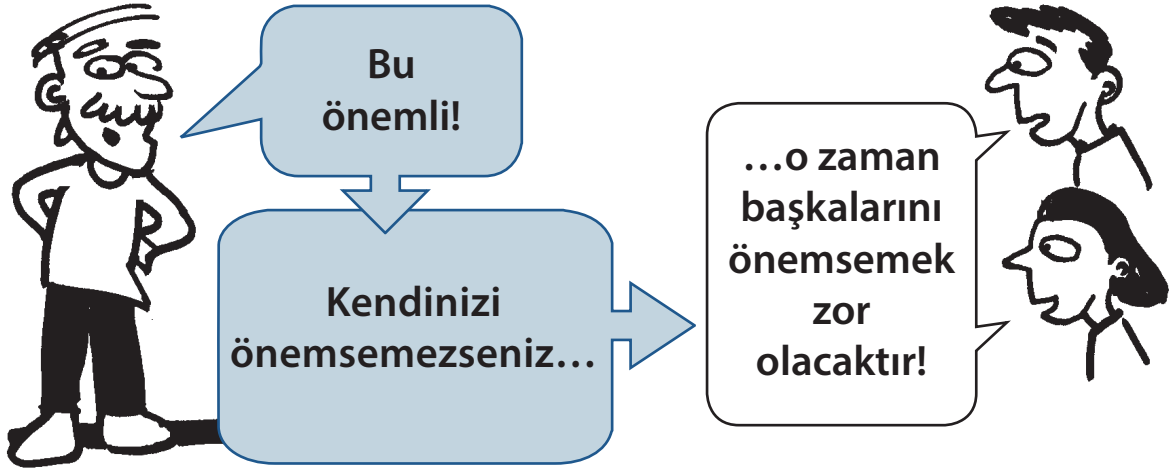 Bu
önemli!
Kendinizi
önemsemezseniz…
…o zaman
başkalarını
önemsemek
zor
olacaktır!